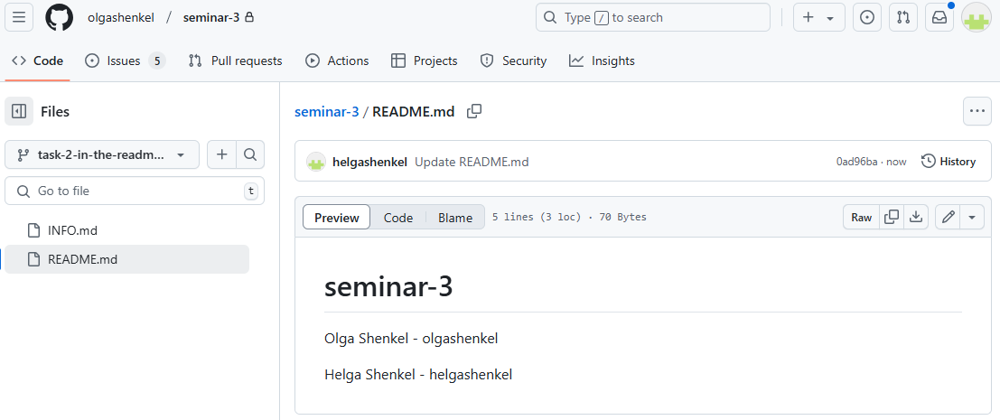 olgashenkel / seminar-3
Type / to search
Code
Issues 5
Pull requests
Actions
Projects
Security
Insights
Files
task-2-in-the-readm...
Go to file
t
INFO.md
README.md
seminar-3 / README.md
helgashenkel Update README.md
0ad96ba · now
History
Preview
Code
Blame
5 lines (3 loc) · 70 Bytes
Raw
seminar-3
Olga Shenkel - olgashenkel
Helga Shenkel - helgashenkel